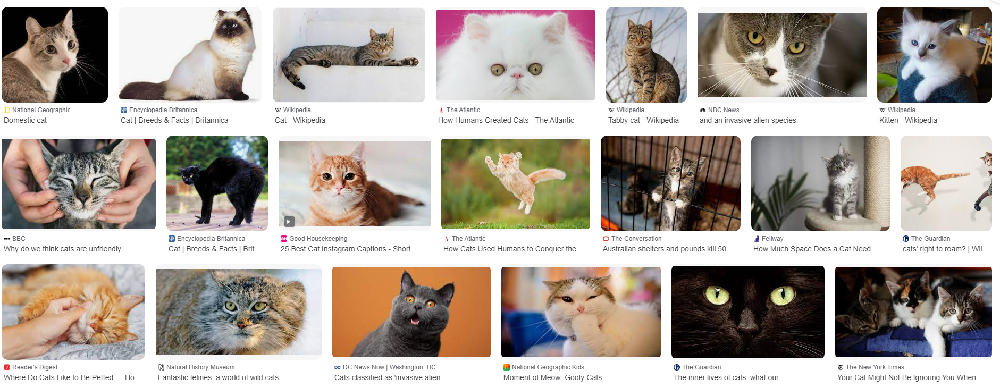 National Geographic
Domestic cat
Encyclopedia Britannica
Cat | Breeds & Facts | Britannica
Wikipedia
Cat - Wikipedia
The Atlantic
How Humans Created Cats - The Atlantic
Wikipedia
Tabby cat - Wikipedia
NBC News
and an invasive alien species
Wikipedia
Kitten - Wikipedia
BBC
Why do we think cats are unfriendly ...
Encyclopedia Britannica
Cat | Breeds & Facts | Brit...
GH Good Housekeeping
25 Best Cat Instagram Captions - Short ...
The Atlantic
How Cats Used Humans to Conquer the ...
The Conversation
Australian shelters and pounds kill 50 ...
Feliway
How Much Space Does a Cat Need ...
The Guardian
cats' right to roam? | Wil...
Reader's Digest
Where Do Cats Like to Be Petted — Ho...
Natural History Museum
Fantastic felines: a world of wild cats ...
DC DC News Now | Washington, DC
Cats classified as 'invasive alien ...
National Geographic Kids
Moment of Meow: Goofy Cats
The Guardian
The inner lives of cats: what our ...
The New York Times
Your Cat Might Not Be Ignoring You When ...